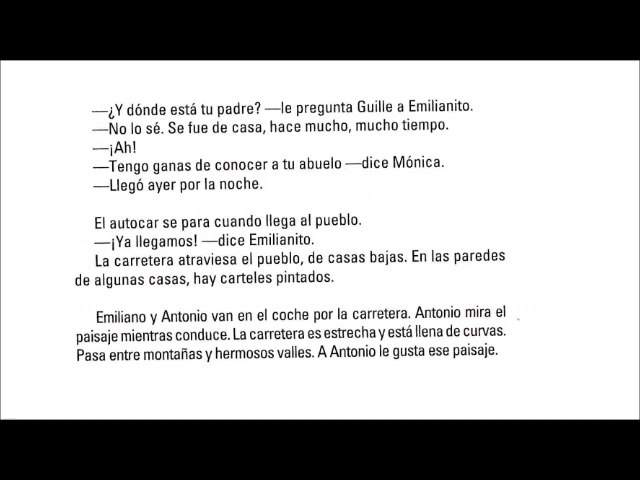 —¿Y dónde está tu padre? —le pregunta Guille a Emilianito.
—No lo sé. Se fue de casa, hace mucho, mucho tiempo.
—¡Ah!
—Tengo ganas de conocer a tu abuelo —dice Mónica.
—Llegó ayer por la noche.
El autocar se para cuando llega al pueblo.
—¡Ya llegamos! —dice Emilianito.
La carretera atraviesa el pueblo, de casas bajas. En las paredes
de algunas casas, hay carteles pintados.
Emiliano y Antonio van en el coche por la carretera. Antonio mira el
paisaje mientras conduce. La carretera es estrecha y está llena de curvas.
Pasa entre montañas y hermosos valles. A Antonio le gusta ese paisaje.